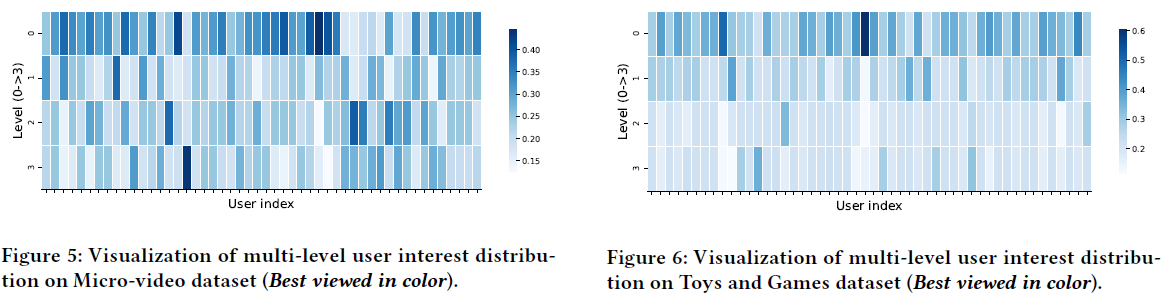 0
1
2
3
Level (0->3)
User index
0.40
0.35
0.30
0.25
0.20
0.15
Figure 5: Visualization of multi-level user interest distribu-
tion on Micro-video dataset (Best viewed in color).
0
1
2
3
Level (0->3)
User index
0.6
0.5
0.4
0.3
0.2
Figure 6: Visualization of multi-level user interest distribu-
tion on Toys and Games dataset (Best viewed in color).